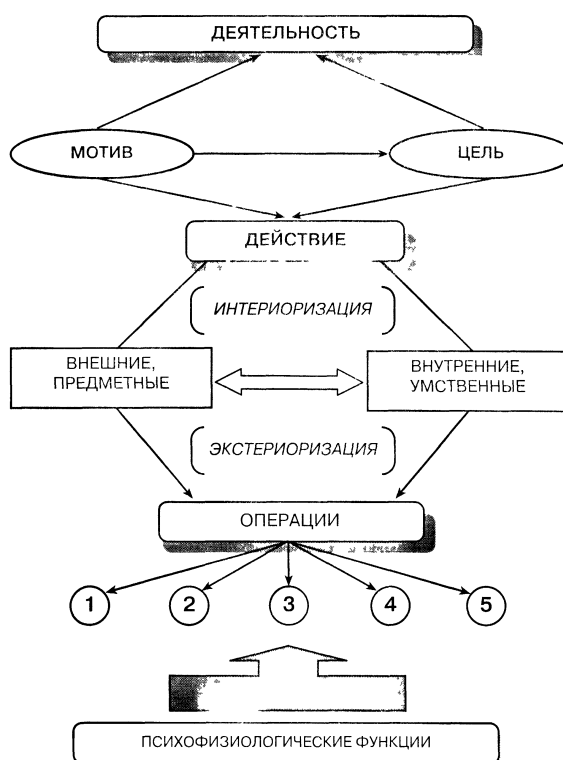 ДЕЯТЕЛЬНОСТЬ
МОТИВ
ЦЕЛЬ
ДЕЙСТВИЕ
ИНТЕРИОРИЗАЦИЯ
ВНЕШНИЕ,
ПРЕДМЕТНЫЕ
ВНУТРЕННИЕ,
УМСТВЕННЫЕ
ЭКСТЕРИОРИЗАЦИЯ
ОПЕРАЦИИ
1 2 3 4 5
ПСИХОФИЗИОЛОГИЧЕСКИЕ ФУНКЦИИ